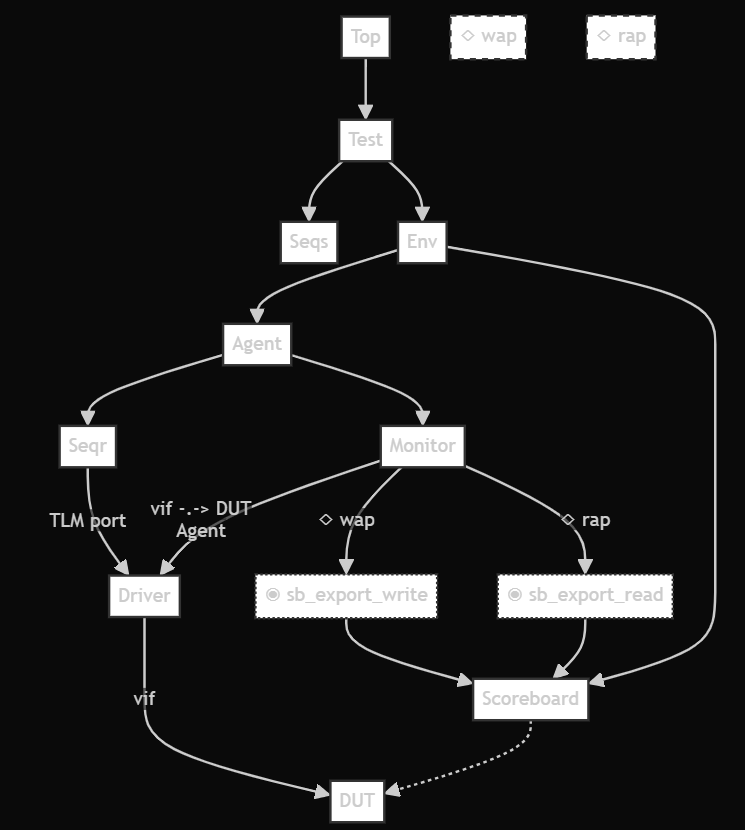 Top
◇ wap
◇ rap
Test
Seqs
Env
Agent
Seqr
Monitor
TLM port
vif -.-> DUT
Agent
◇ wap
◇ rap
Driver
◉ sb_export_write
◉ sb_export_read
vif
Scoreboard
DUT